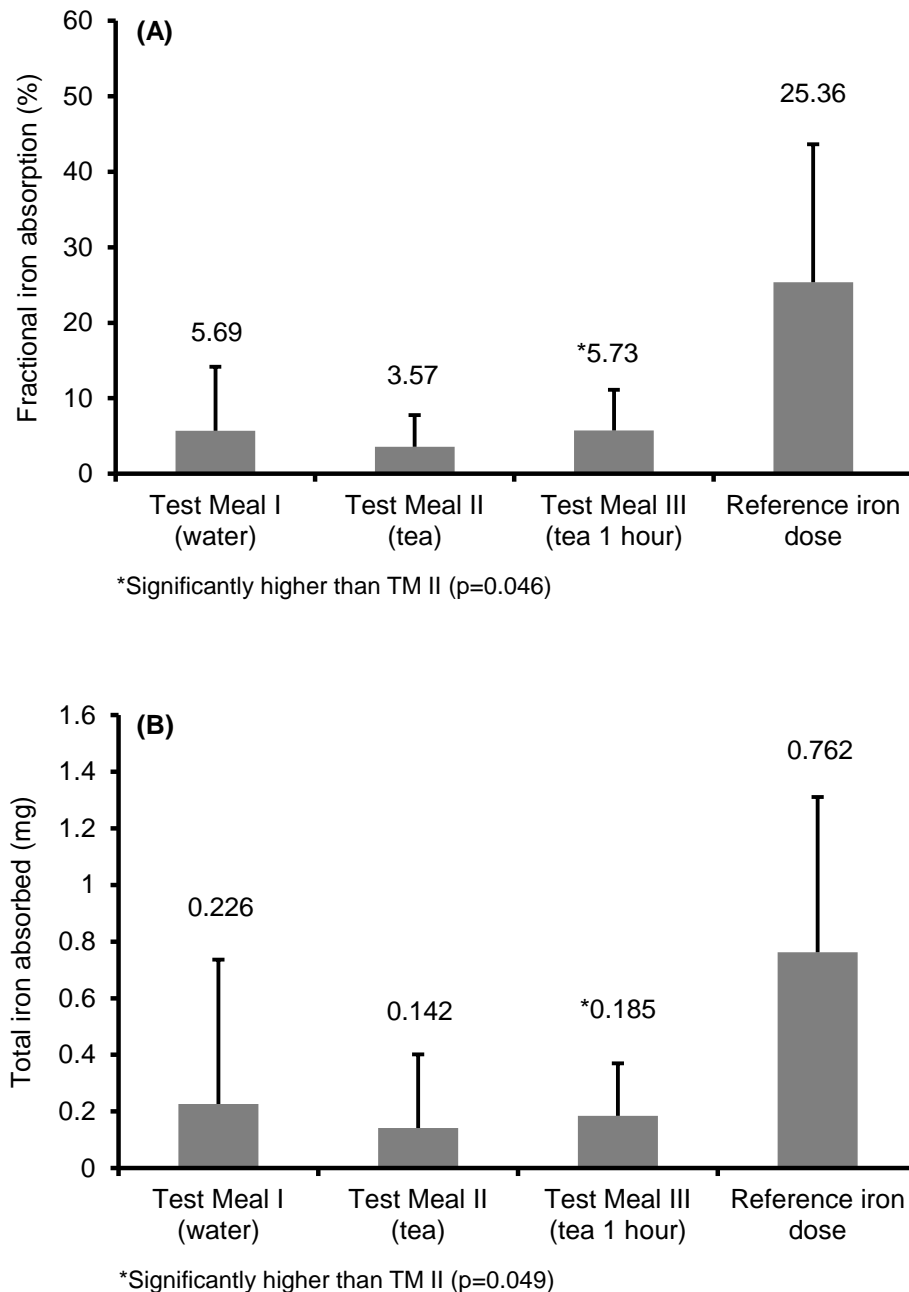 (A)
Fractional iron absorption (%)
60
50
40
30
20
10
0
25.36
5.69
3.57
*5.73
Test Meal I
(water)
Test Meal II
(tea)
Test Meal III
(tea 1 hour)
Reference iron
dose
*Significantly higher than TM II (p=0.046)
(B)
Total iron absorbed (mg)
1.6
1.4
1.2
1
0.8
0.6
0.4
0.2
0
0.762
0.226
0.142
*0.185
Test Meal I
(water)
Test Meal II
(tea)
Test Meal III
(tea 1 hour)
Reference iron
dose
*Significantly higher than TM II (p=0.049)